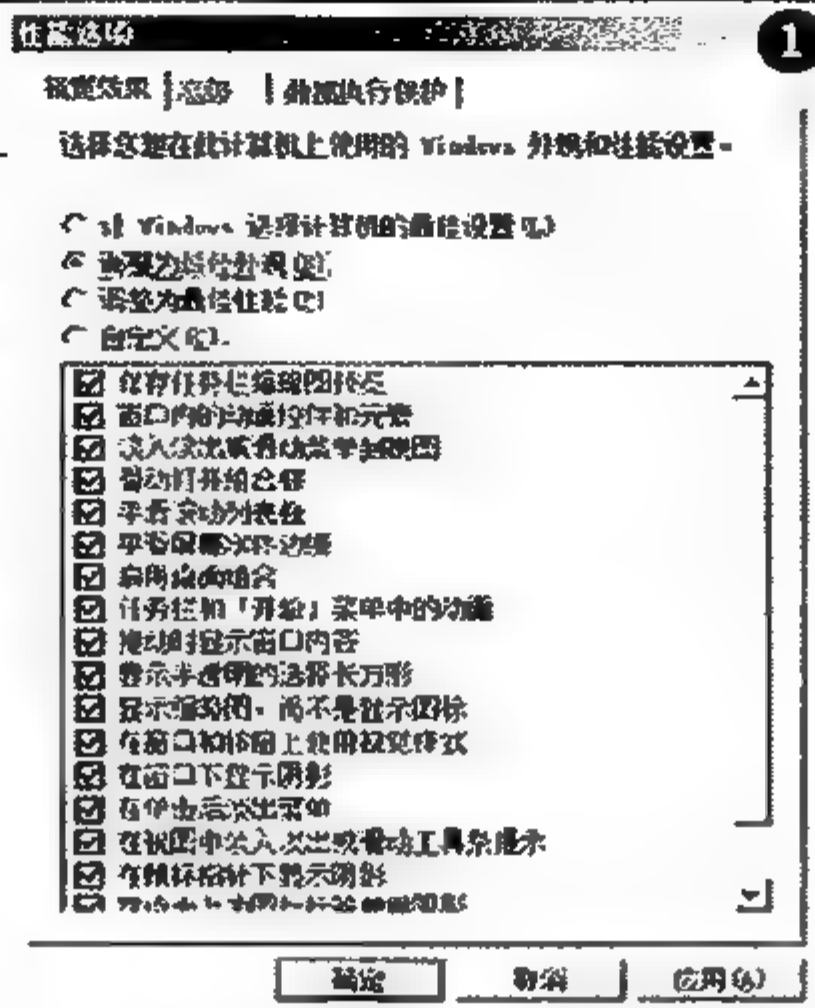 性能选项
1
视觉效果 高级 数据执行保护
选择您想在此计算机上使用的 Windows 外观和性能设置。
让 Windows 选择计算机的最佳设置(L)
调整为最佳外观(B)
调整为最佳性能(P)
自定义(C):
保存任务栏缩略图预览
窗口内的动画控件和元素
淡入淡出或滑动菜单到视图
滑动打开组合框
平滑滚动列表框
平滑屏幕字体边缘
启用桌面组合
任务栏和「开始」菜单中的动画
拖动时显示窗口内容
显示半透明的选择长方形
显示缩略图，而不是显示图标
在窗口和按钮上使用视觉样式
在窗口下显示阴影
在单击后淡出菜单
在视图中淡入淡出或滑动工具条提示
在鼠标指针下显示阴影
确定 取消 应用(A)